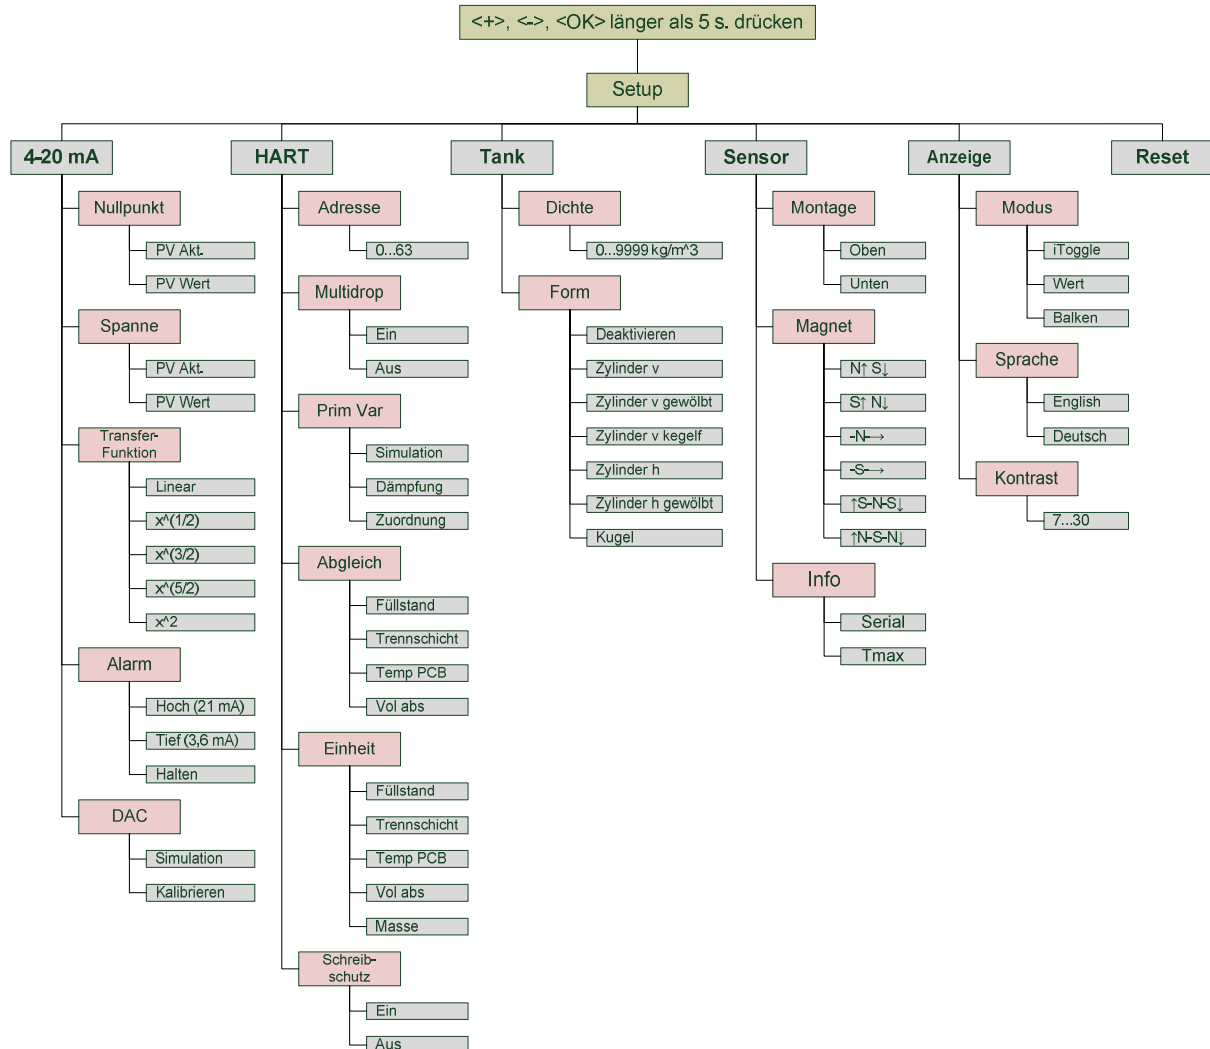 <+>, <->, <OK> länger als 5 s. drücken
Setup
4-20 mA
Nullpunkt
PV Akt.
PV Wert
Spanne
PV Akt.
PV Wert
Transfer-
Funktion
Linear
x^(1/2)
x^(3/2)
x^(5/2)
x^2
Alarm
Hoch (21 mA)
Tief (3,6 mA)
Halten
DAC
Simulation
Kalibrieren
HART
Adresse
0...63
Multidrop
Ein
Aus
Prim Var
Simulation
Dämpfung
Zuordnung
Abgleich
Füllstand
Trennschicht
Temp PCB
Vol abs
Einheit
Füllstand
Trennschicht
Temp PCB
Vol abs
Masse
Schreib-
schutz
Ein
Aus
Tank
Dichte
0...9999 kg/m^3
Form
Deaktivieren
Zylinder v
Zylinder v gewölbt
Zylinder v kegelf
Zylinder h
Zylinder h gewölbt
Kugel
Sensor
Montage
Oben
Unten
Magnet
N↑ S↓
S↑ N↓
-N-→
-S-→
↑S-N-S↓
↑N-S-N↓
Info
Serial
Tmax
Anzeige
Modus
iToggle
Wert
Balken
Sprache
English
Deutsch
Kontrast
7...30
Reset